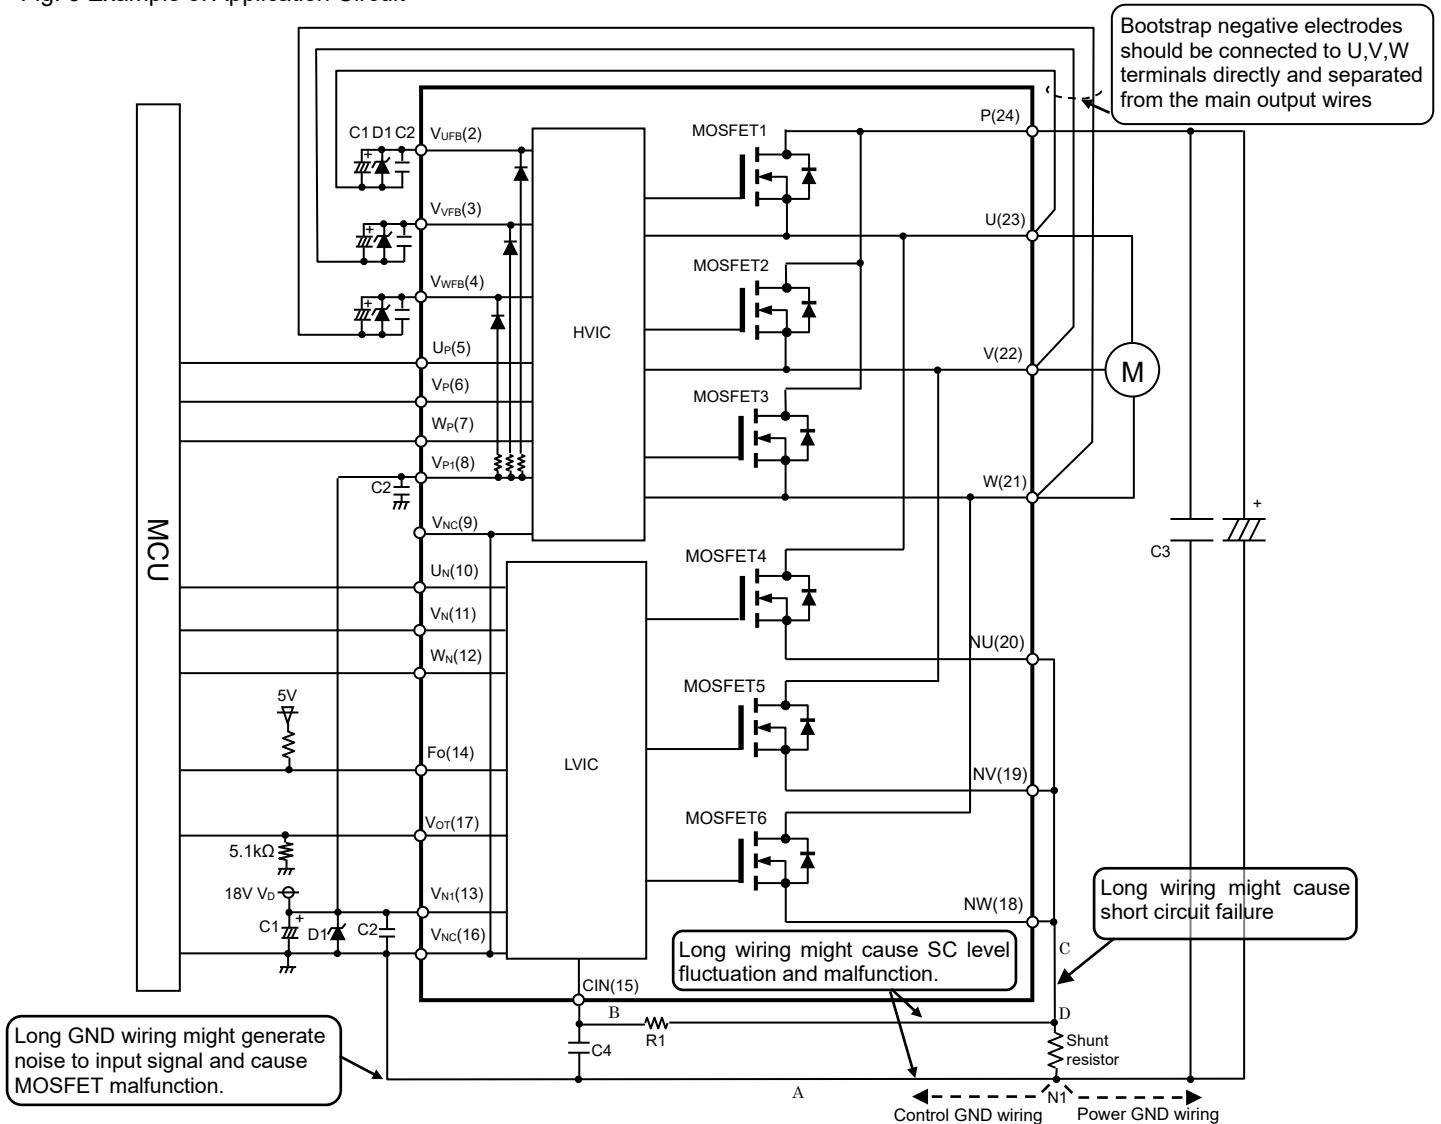 Bootstrap negative electrodes
should be connected to U,V,W
terminals directly and separated
from the main output wires
P(24)
C1 D1 C2
+
VUFB(2)
MOSFET1
U(23)
VVFB(3)
+
MOSFET2
VWFB(4)
+
HVIC
UP(5)
V(22)
M
VP(6)
MOSFET3
WP(7)
VP1(8)
C2
W(21)
+
VNC(9)
C3
MCU
MOSFET4
UN(10)
VN(11)
NU(20)
WN(12)
5V
MOSFET5
Fo(14)
LVIC
NV(19)
VOT(17)
MOSFET6
5.1kΩ
18V VD
VN1(13)
NW(18)
Long wiring might cause
short circuit failure
C1
+
D1
C2
VNC(16)
Long wiring might cause SC level
fluctuation and malfunction.
C
CIN(15)
B
D
R1
Shunt
resistor
C4
Long GND wiring might generate
noise to input signal and cause
MOSFET malfunction.
A
N1
Control GND wiring
Power GND wiring